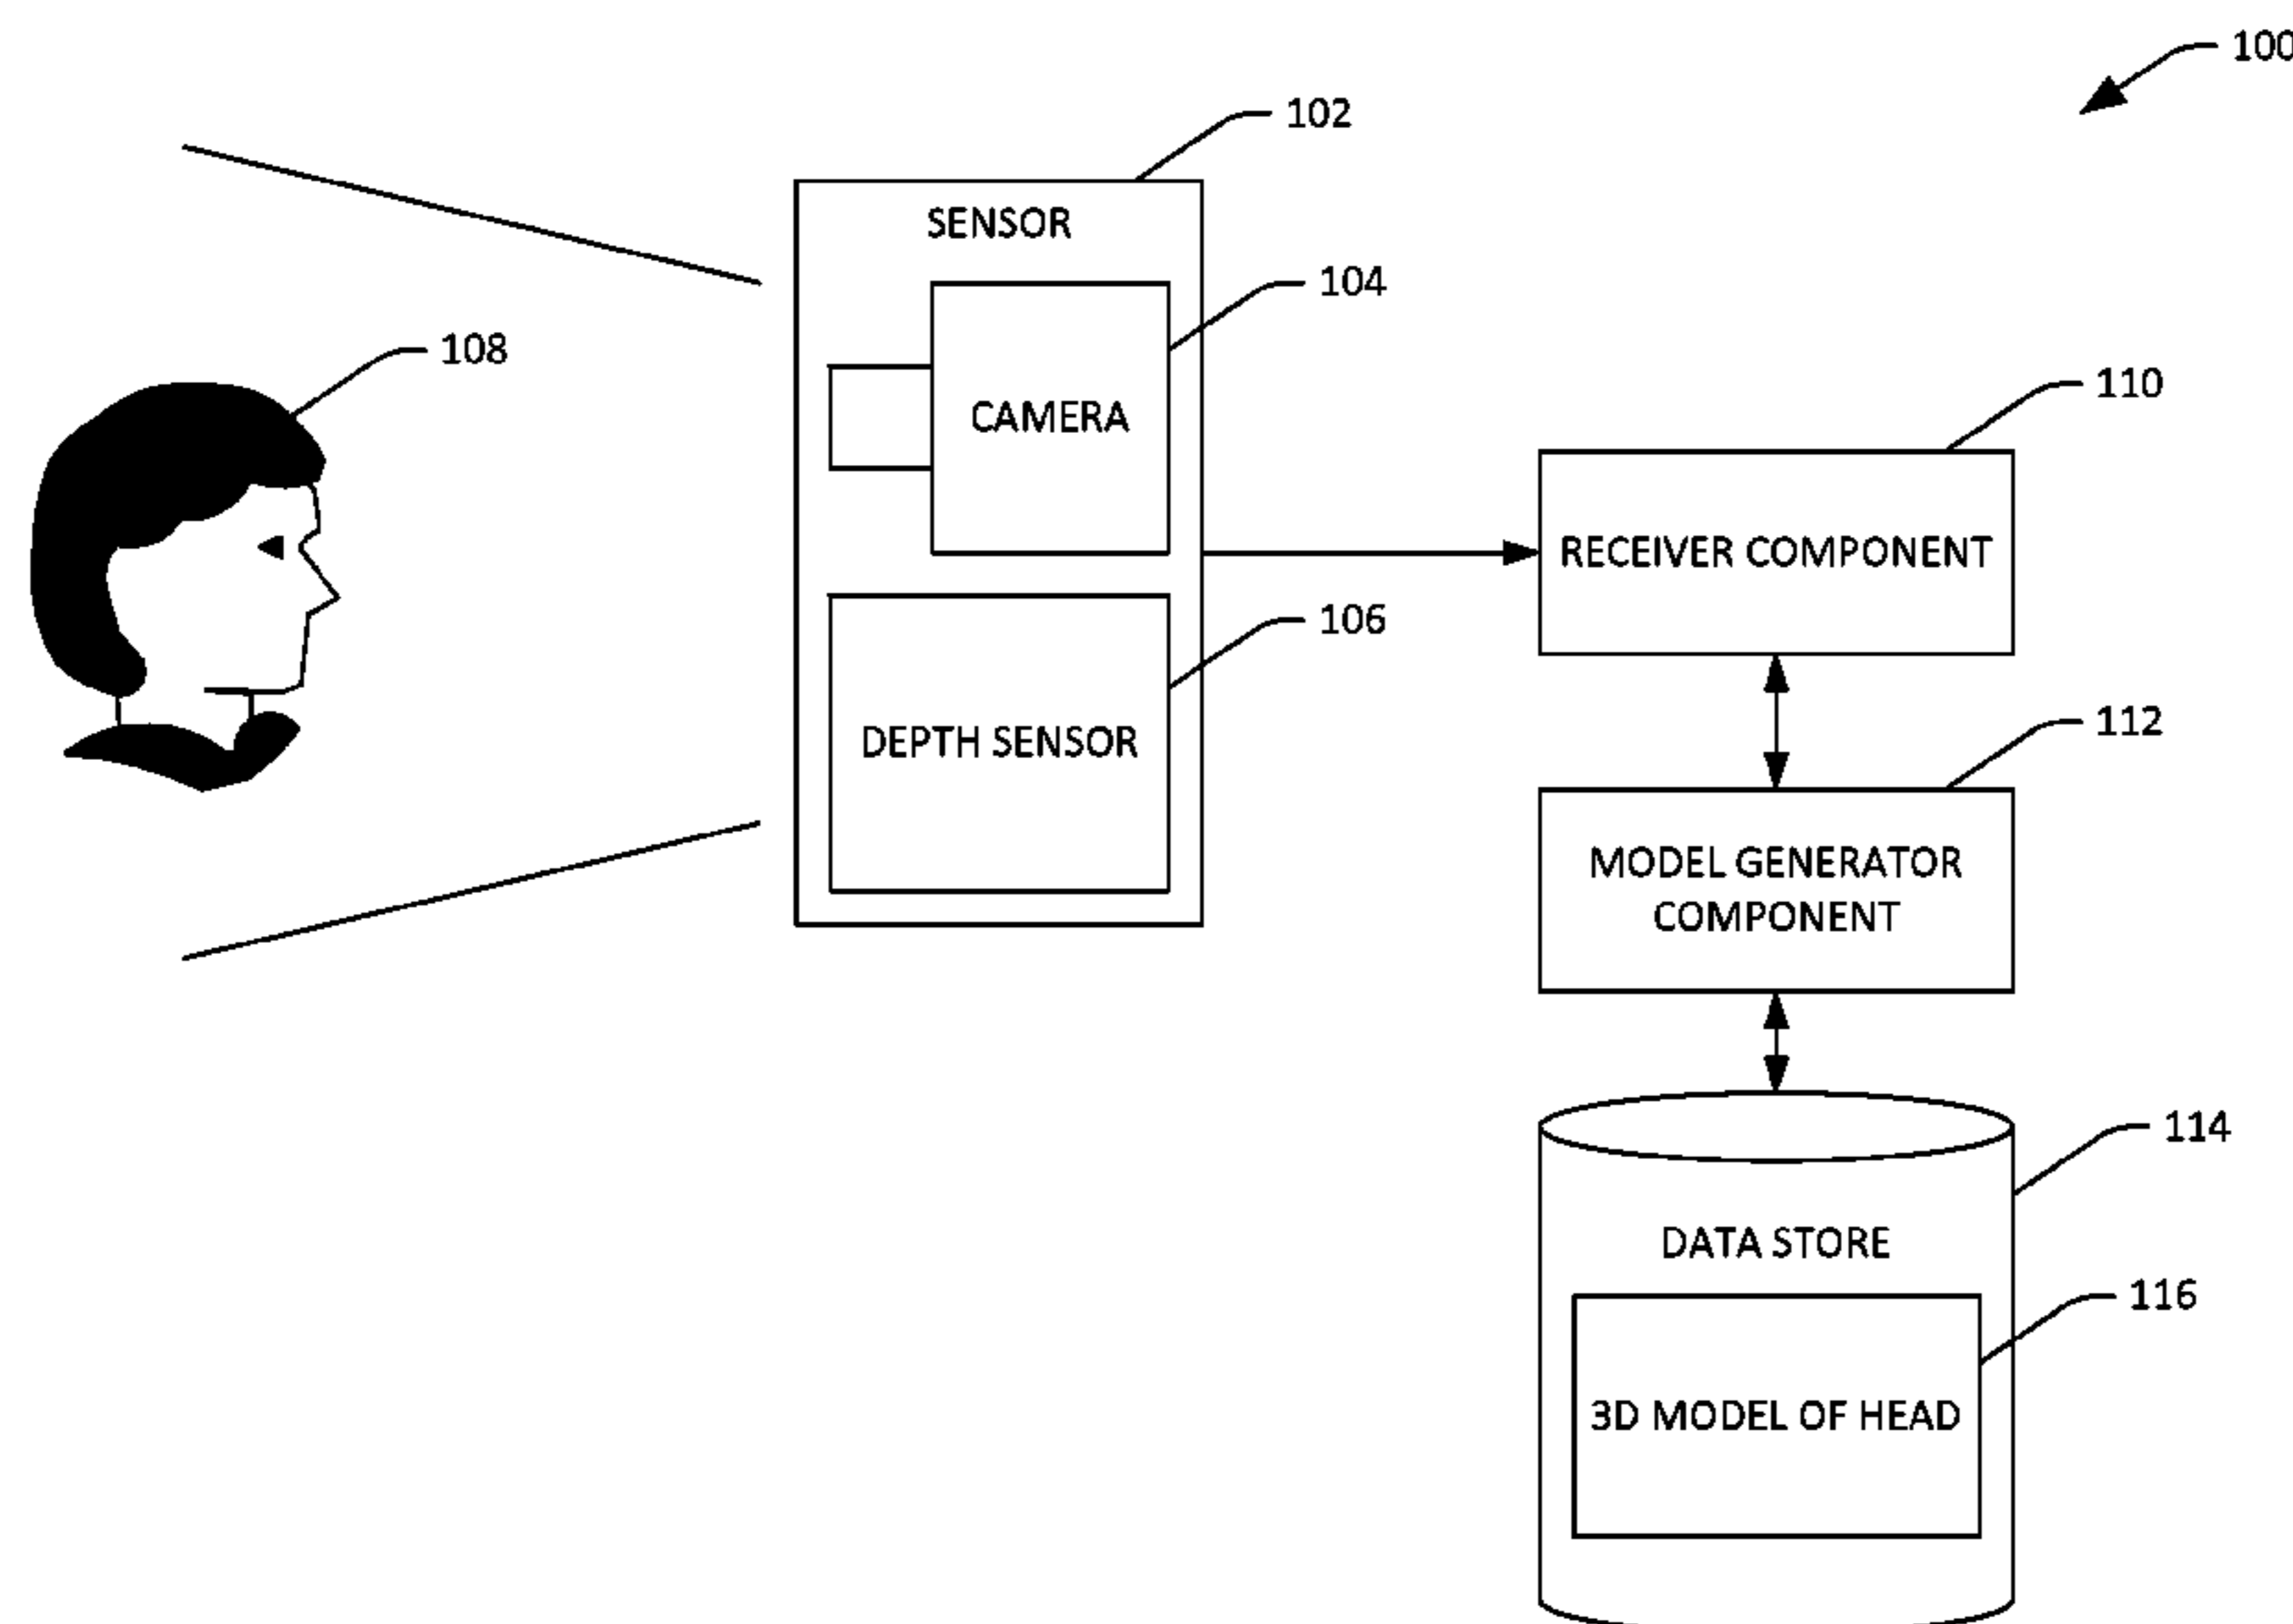 100
102
SENSOR
104
108
CAMERA
110
RECEIVER COMPONENT
106
DEPTH SENSOR
112
MODEL GENERATOR
COMPONENT
114
DATA STORE
116
3D MODEL OF HEAD